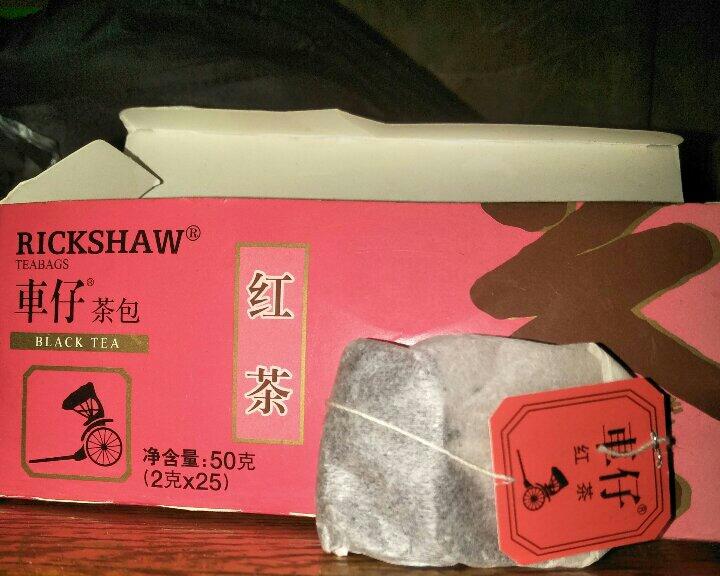 RICKSHAW®
TEABAGS
車仔®茶包
BLACK TEA
红茶
净含量:50克
(2克x25)
車仔®
红茶